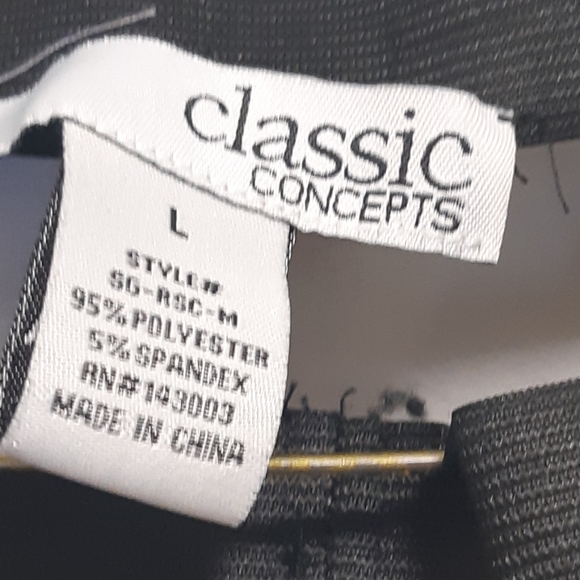 classic
CONCEPTS
L
STYLE#
SG-RSC-M
95%POLYESTER
5%SPANDEX
RN#143003
MADE IN CHINA